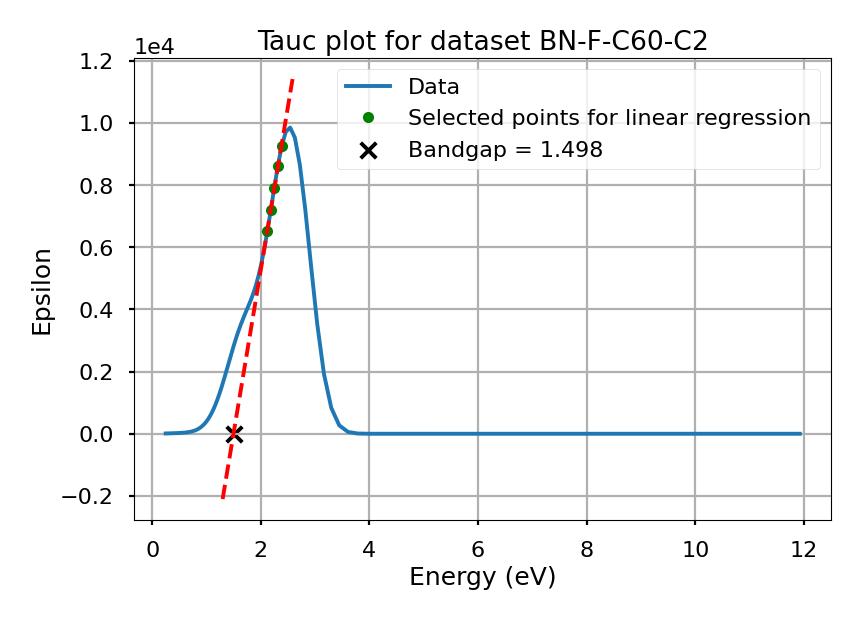 Tauc plot for dataset BN-F-C60-C2
1e4
1.2
1.0
0.8
0.6
0.4
0.2
0.0
−0.2
Epsilon
Data
Selected points for linear regression
Bandgap = 1.498
0 2 4 6 8 10 12
Energy (eV)